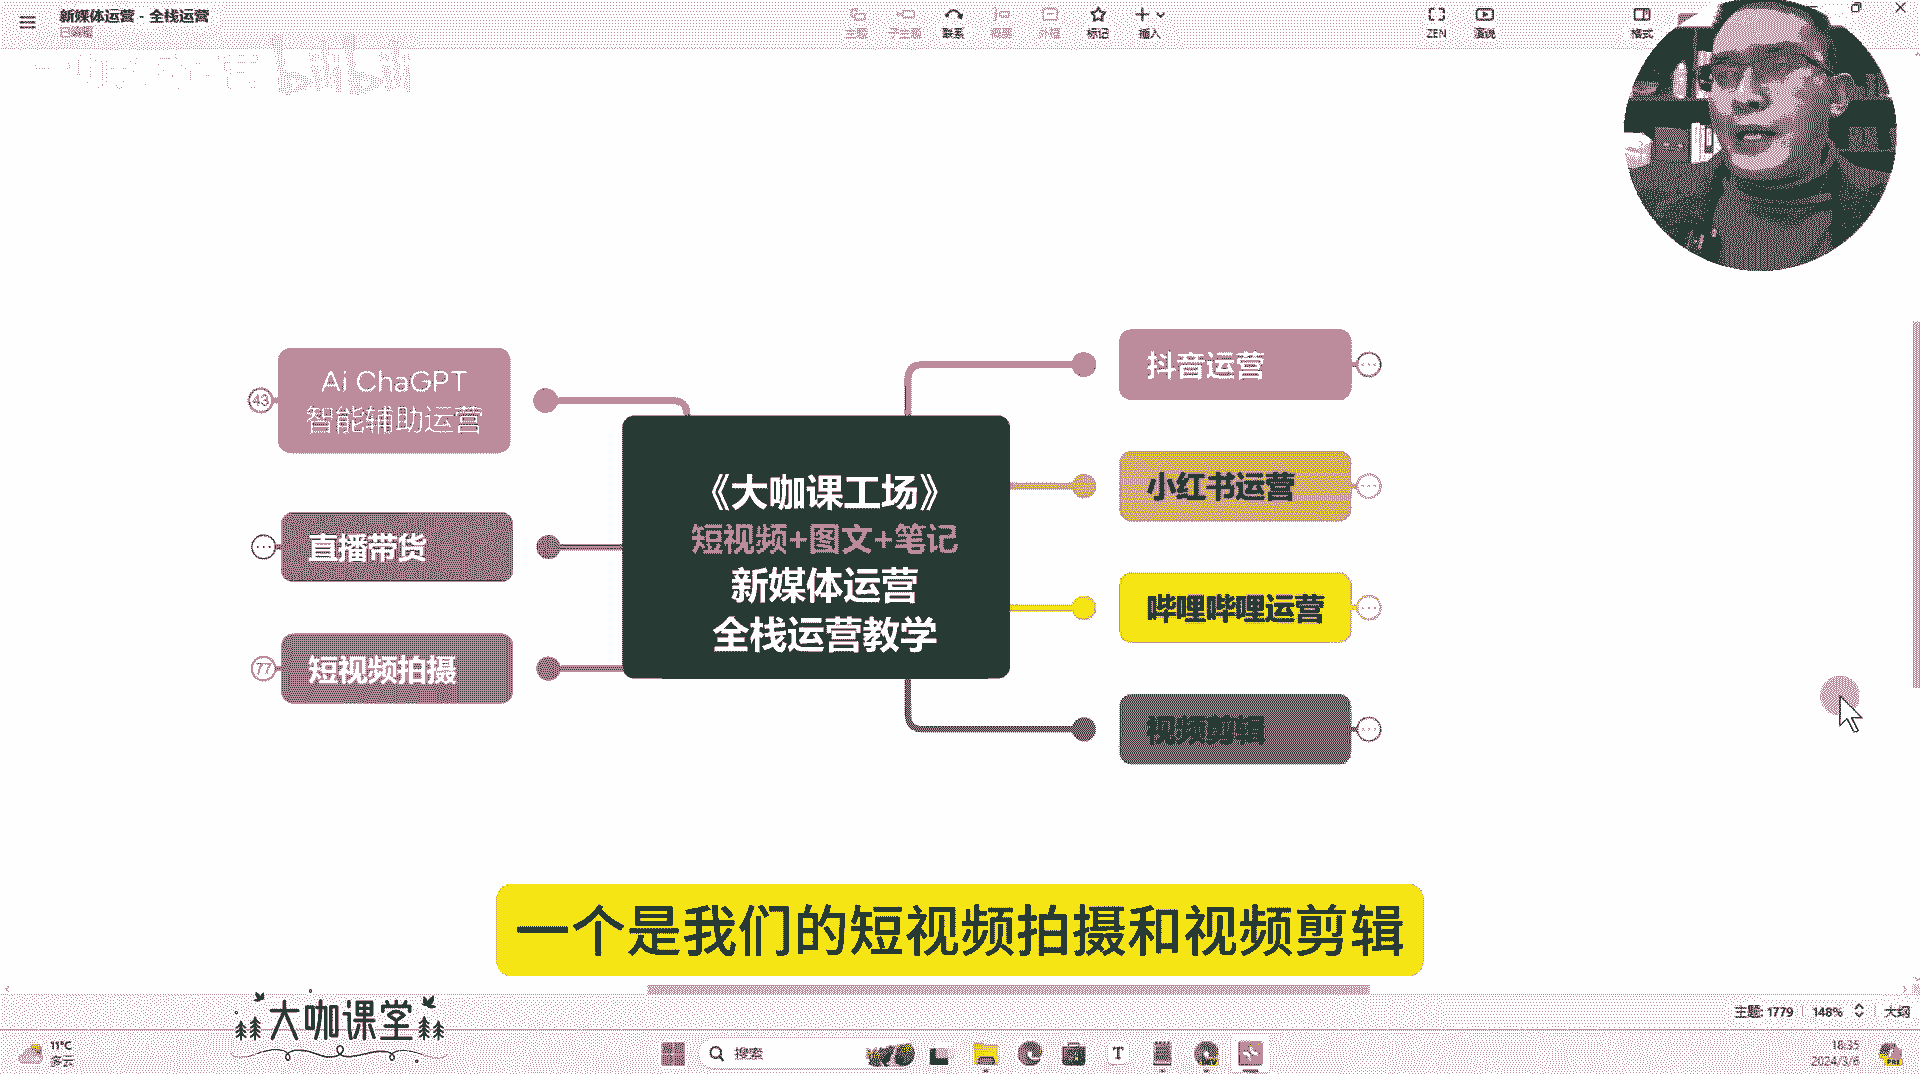 新媒体运营 - 全栈运营
已编辑
主题
子主题
联系
概要
外框
标记
插入
ZEN
演说
格式
43
Ai ChaGPT
智能辅助运营
直播带货
77
短视频拍摄
《大咖课工场》
短视频+图文+笔记
新媒体运营
全栈运营教学
抖音运营
小红书运营
哔哩哔哩运营
视频剪辑
一个是我们的短视频拍摄和视频剪辑
大咖课堂
主题: 1779
148%
大纲
11°C
多云
搜索
18:35
2024/3/6